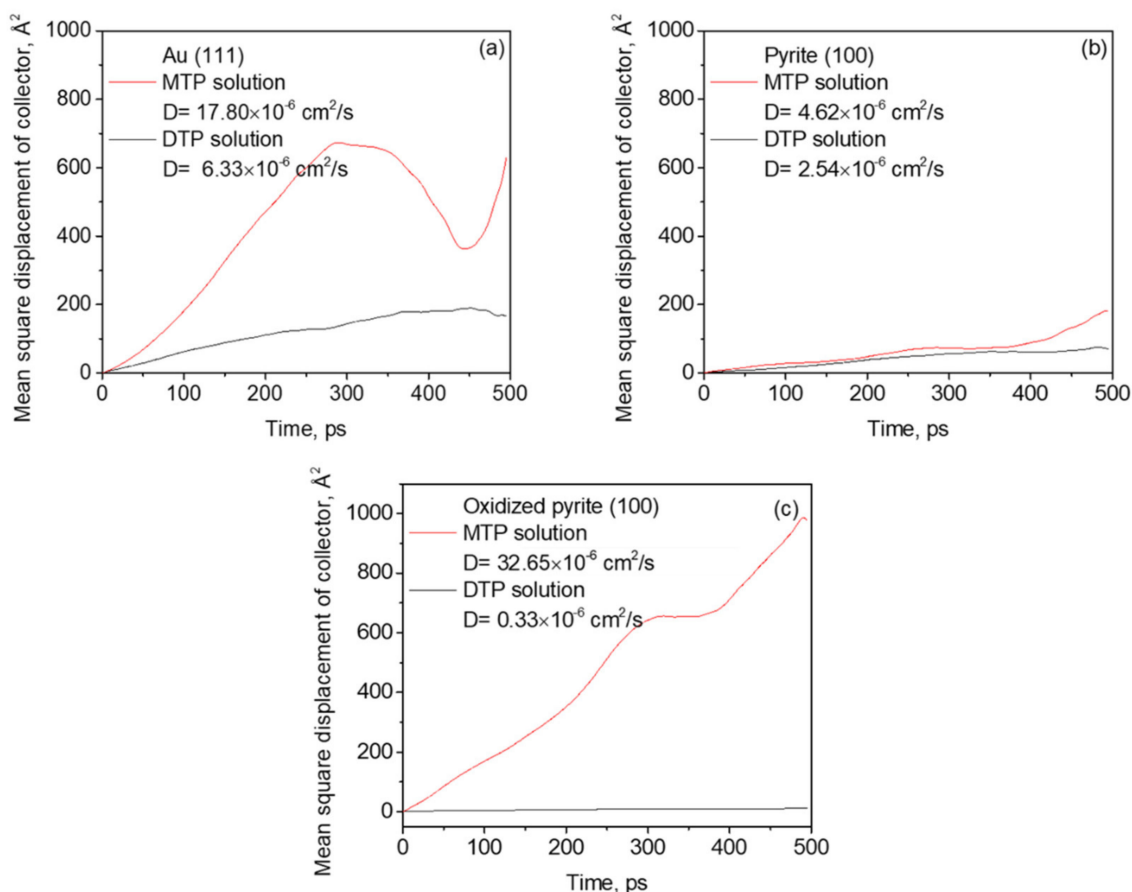 1000
800
600
400
200
0
Mean square displacement of collector, Å²
(a)
Au (111)
MTP solution
D= 17.80×10⁻⁶ cm²/s
DTP solution
D= 6.33×10⁻⁶ cm²/s
0 100 200 300 400 500
Time, ps
1000
800
600
400
200
0
Mean square displacement of collector, Å²
(b)
Pyrite (100)
MTP solution
D= 4.62×10⁻⁶ cm²/s
DTP solution
D= 2.54×10⁻⁶ cm²/s
0 100 200 300 400 500
Time, ps
1000
800
600
400
200
0
Mean square displacement of collector, Å²
(c)
Oxidized pyrite (100)
MTP solution
D= 32.65×10⁻⁶ cm²/s
DTP solution
D= 0.33×10⁻⁶ cm²/s
0 100 200 300 400 500
Time, ps